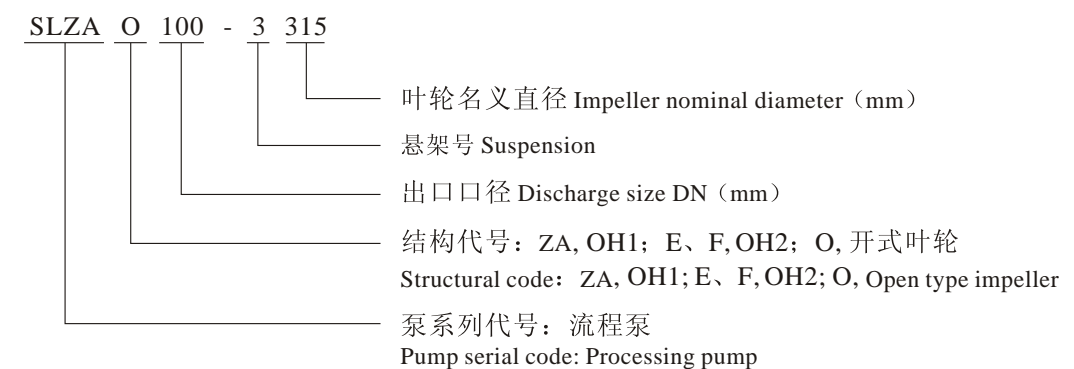 SLZA O 100 - 3 315
叶轮名义直径 Impeller nominal diameter（mm）
悬架号 Suspension
出口口径 Discharge size DN（mm）
结构代号：ZA, OH1；E、F, OH2；O, 开式叶轮
Structural code：ZA, OH1; E、F, OH2; O, Open type impeller
泵系列代号：流程泵
Pump serial code: Processing pump